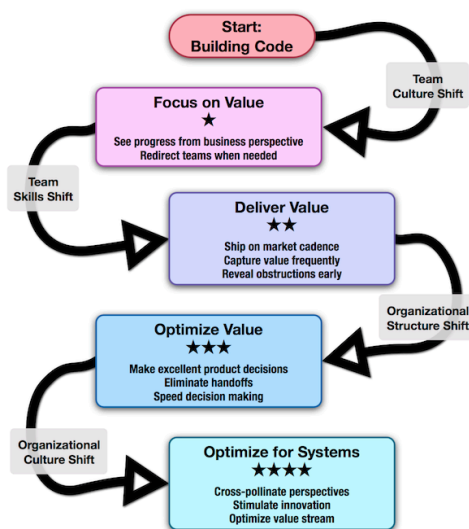 Start:
Building Code
Team
Culture Shift
Focus on Value
★
See progress from business perspective
Redirect teams when needed
Team
Skills Shift
Deliver Value
★★
Ship on market cadence
Capture value frequently
Reveal obstructions early
Organizational
Structure Shift
Optimize Value
★★★
Make excellent product decisions
Eliminate handoffs
Speed decision making
Organizational
Culture Shift
Optimize for Systems
★★★★
Cross-pollinate perspectives
Stimulate innovation
Optimize value stream